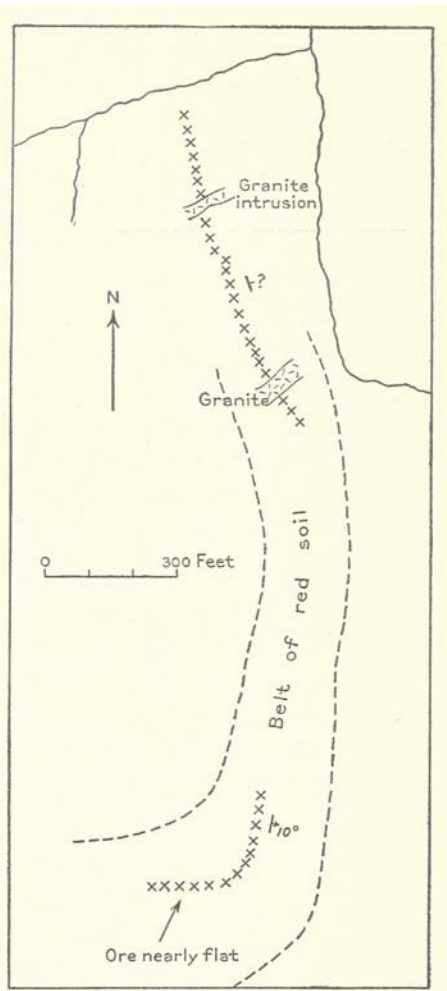 Granite
intrusion
?
N
Granite
0 300 Feet
Belt of red soil
10°
Ore nearly flat